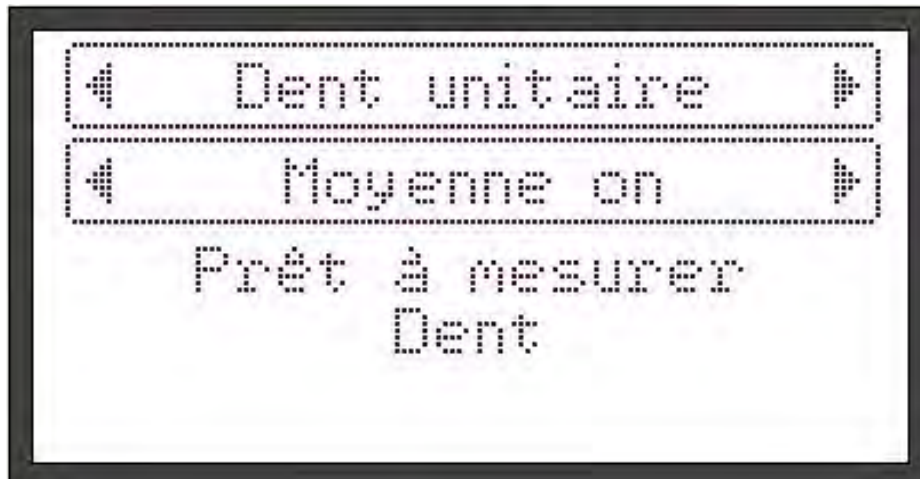 Dent unitaire
Moyenne on
Prêt à mesurer
Dent